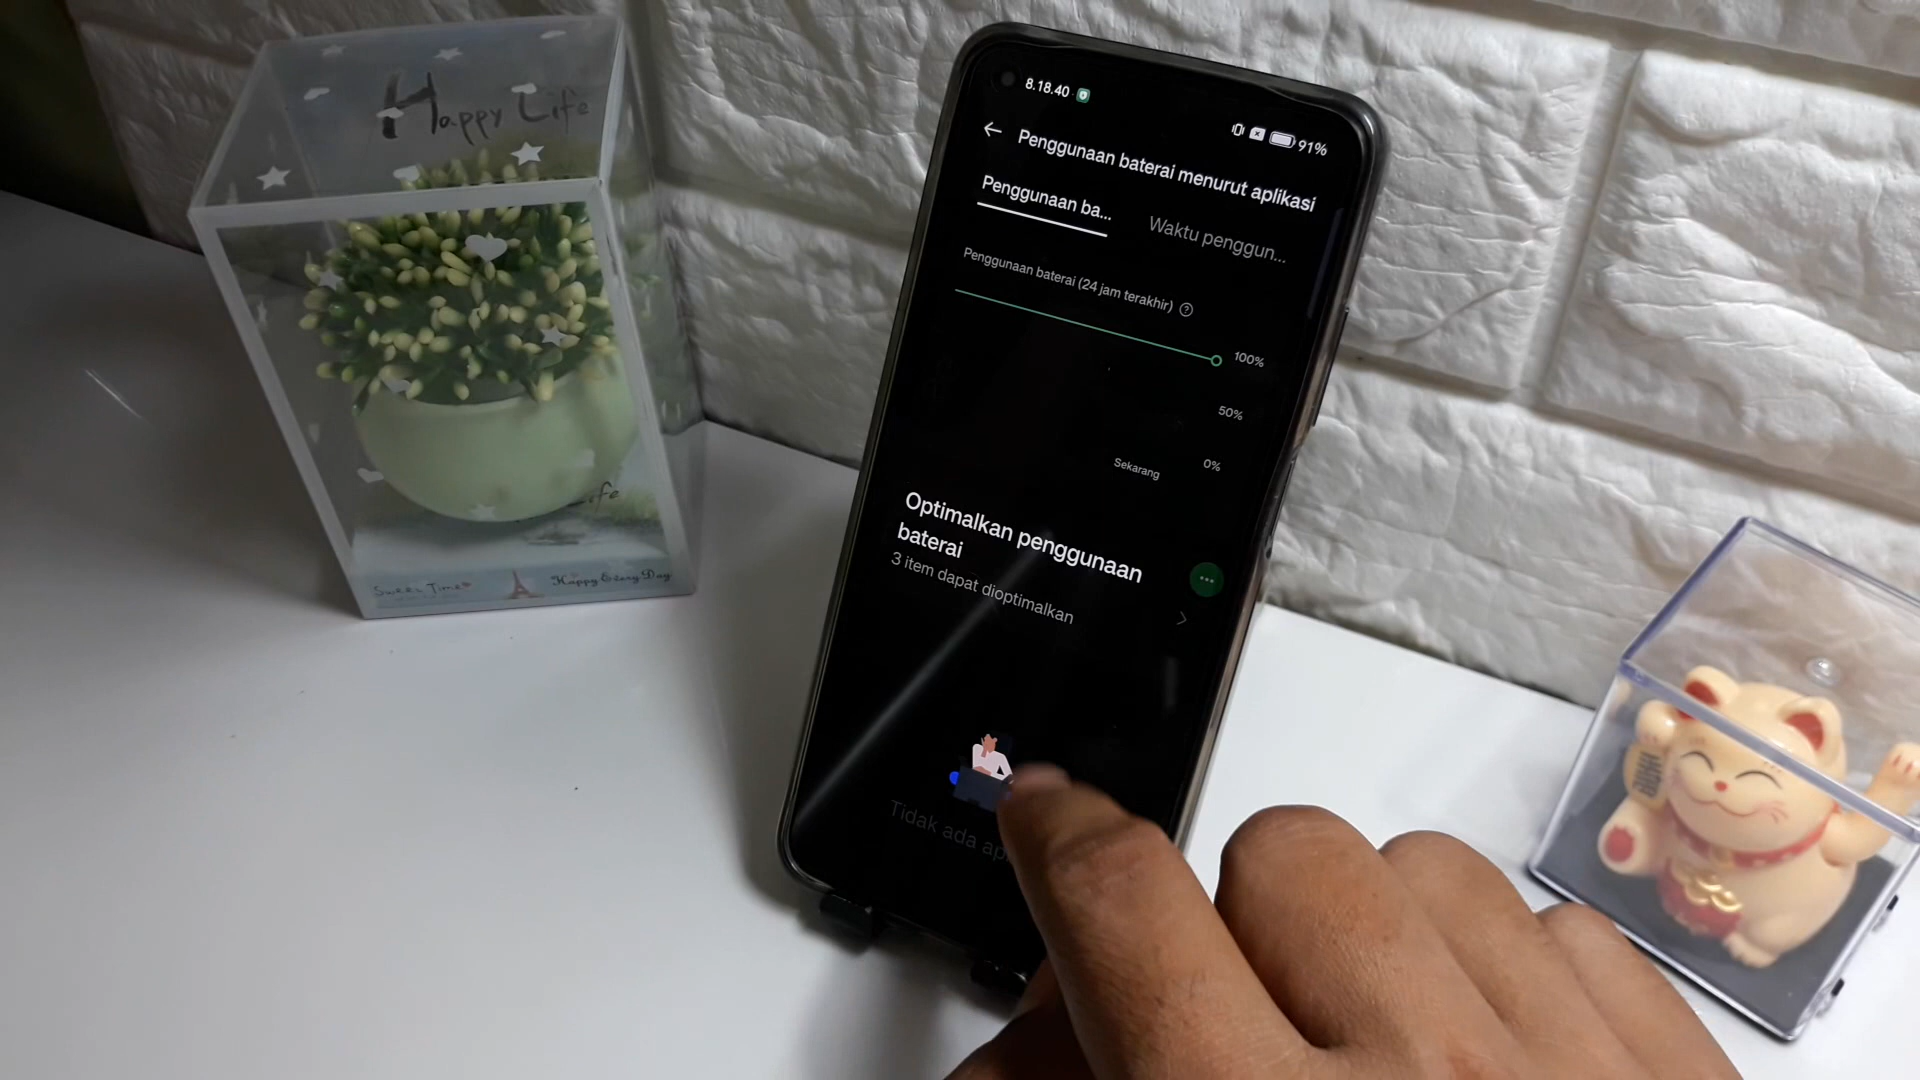 Happy Life
Life
Sweet Time
Happy Every Day
8.18.40
91%
Penggunaan baterai menurut aplikasi
Penggunaan ba...
Waktu penggun...
Penggunaan baterai (24 jam terakhir)
100%
50%
0%
Sekarang
Optimalkan penggunaan
baterai
3 item dapat dioptimalkan
Tidak ada